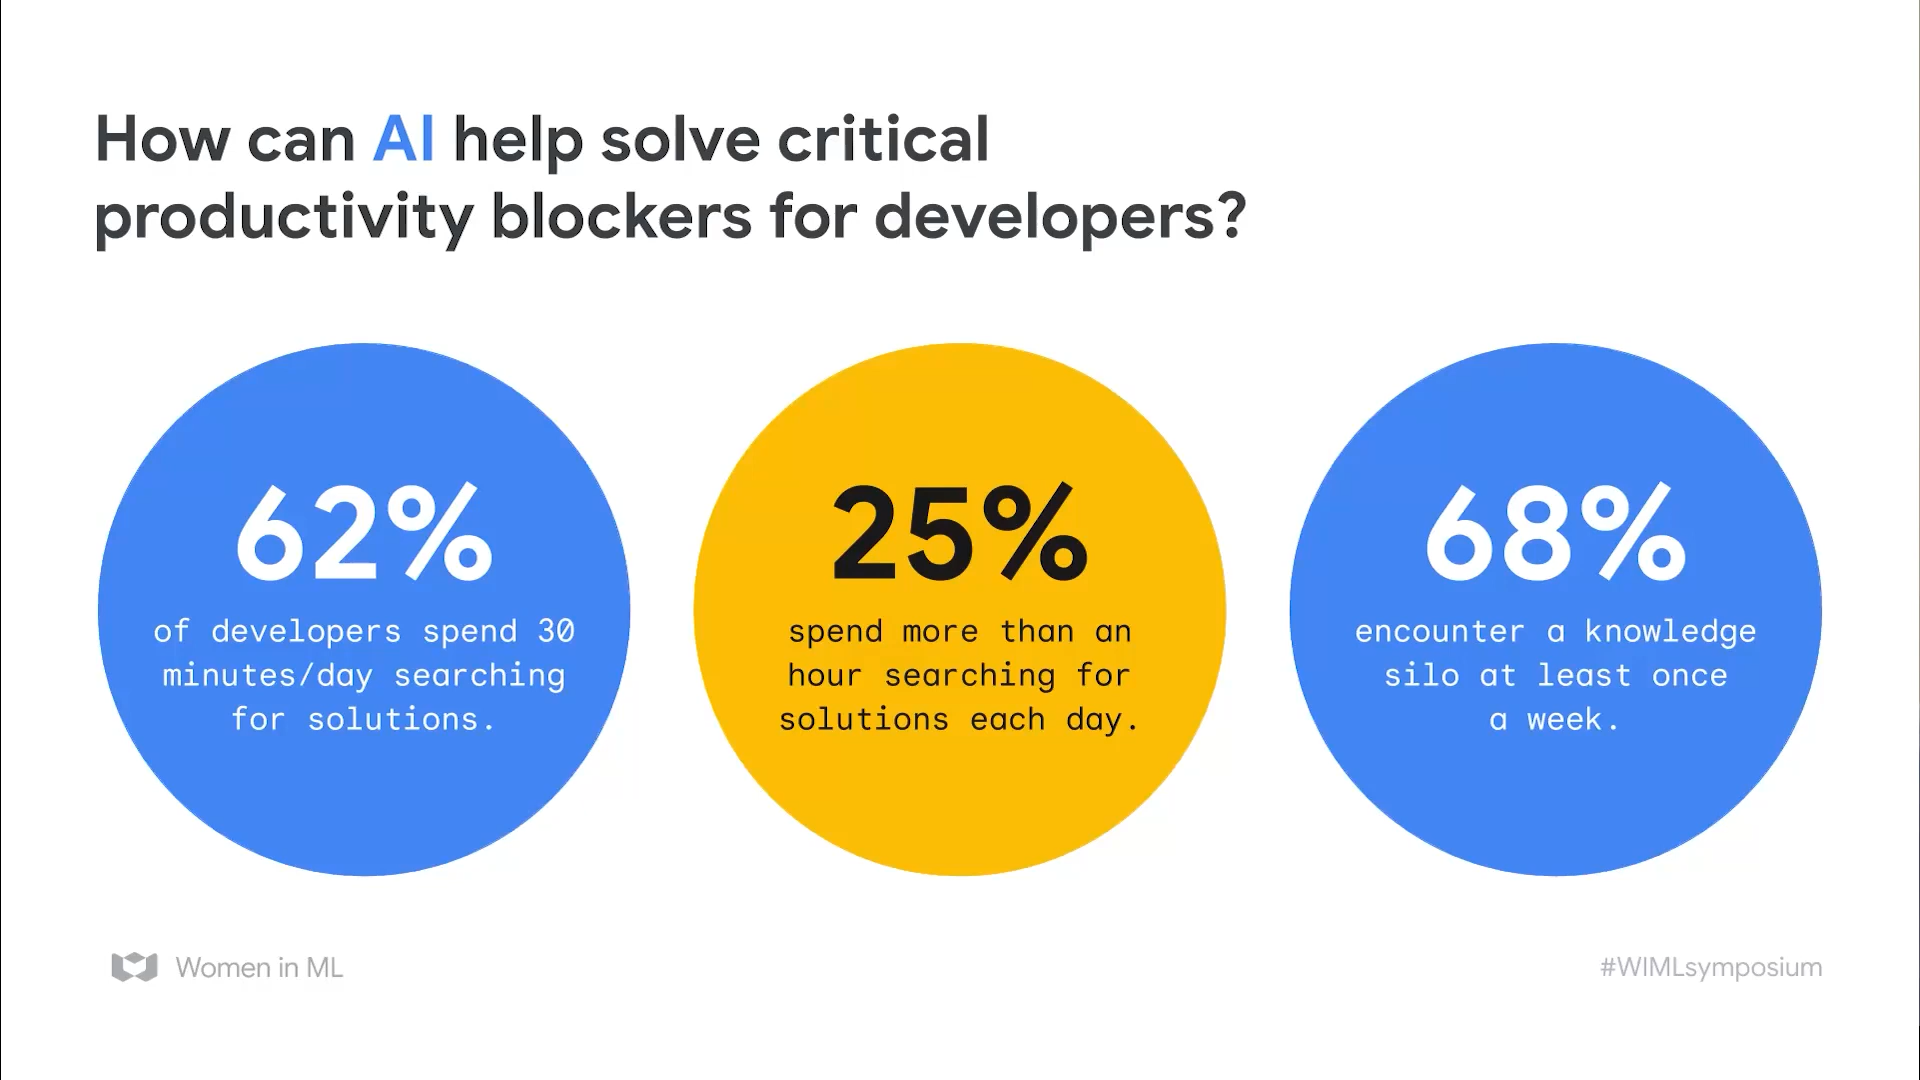 How can AI help solve critical
productivity blockers for developers?
62%
of developers spend 30
minutes/day searching
for solutions.
25%
spend more than an
hour searching for
solutions each day.
68%
encounter a knowledge
silo at least once
a week.
Women in ML
#WIMLsymposium